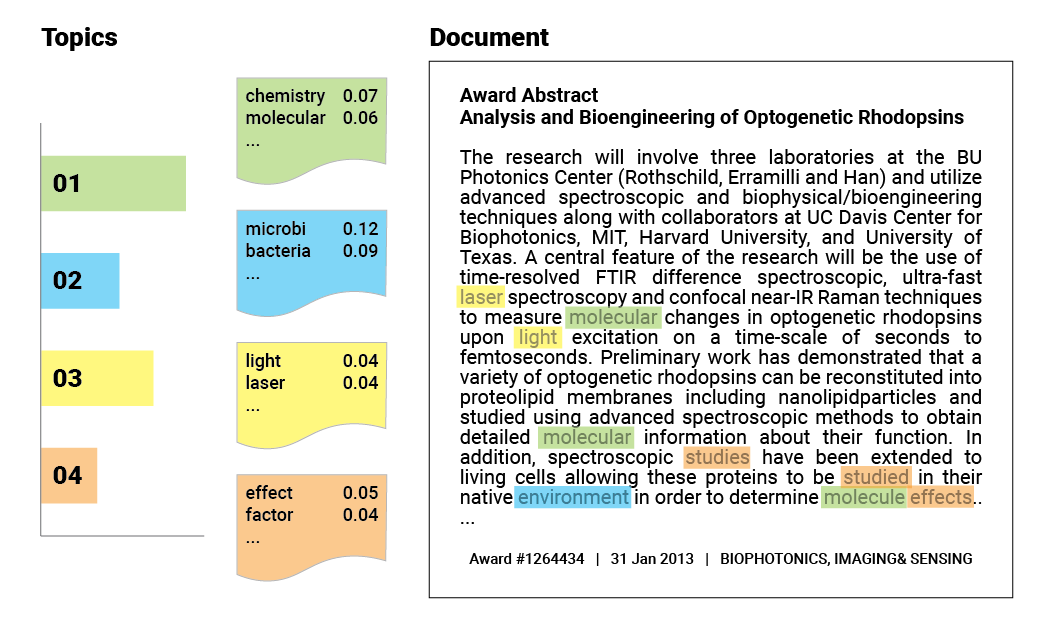 Topics
01
02
03
04
chemistry 0.07
molecular 0.06
...
microbi 0.12
bacteria 0.09
...
light 0.04
laser 0.04
...
effect 0.05
factor 0.04
...
Document
Award Abstract
Analysis and Bioengineering of Optogenetic Rhodopsins
The research will involve three laboratories at the BU
Photonics Center (Rothschild, Erramilli and Han) and utilize
advanced spectroscopic and biophysical/bioengineering
techniques along with collaborators at UC Davis Center for
Biophotonics, MIT, Harvard University, and University of
Texas. A central feature of the research will be the use of
time-resolved FTIR difference spectroscopic, ultra-fast
laser spectroscopy and confocal near-IR Raman techniques
to measure molecular changes in optogenetic rhodopsins
upon light excitation on a time-scale of seconds to
femtoseconds. Preliminary work has demonstrated that a
variety of optogenetic rhodopsins can be reconstituted into
proteolipid membranes including nanolipidparticles and
studied using advanced spectroscopic methods to obtain
detailed molecular information about their function. In
addition, spectroscopic studies have been extended to
living cells allowing these proteins to be studied in their
native environment in order to determine molecule effects..
...
Award #1264434 | 31 Jan 2013 | BIOPHOTONICS, IMAGING& SENSING